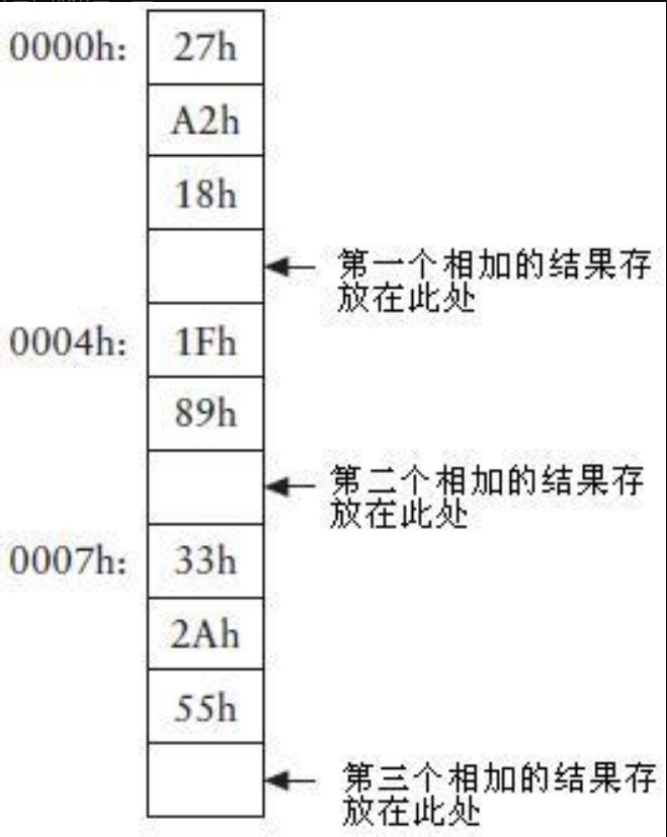 0000h: 27h
A2h
18h
第一个相加的结果存
放在此处
0004h: 1Fh
89h
第二个相加的结果存
放在此处
0007h: 33h
2Ah
55h
第三个相加的结果存
放在此处